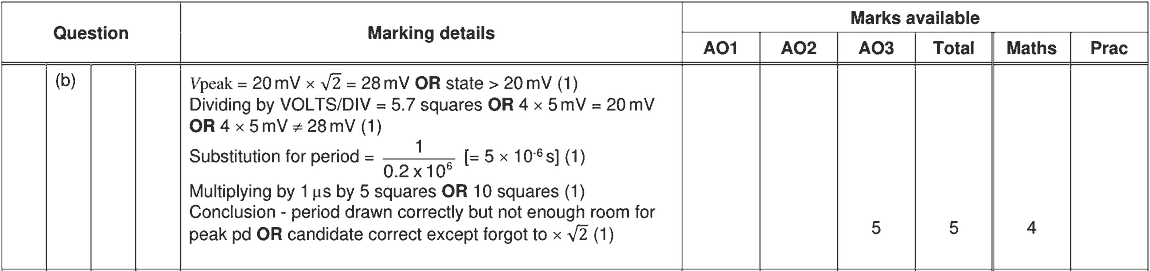 Question
Marking details
Marks available
AO1 AO2 AO3 Total Maths Prac
(b)
Vpeak = 20 mV × √2 = 28 mV OR state > 20 mV (1)
Dividing by VOLTS/DIV = 5.7 squares OR 4 × 5 mV = 20 mV
OR 4 × 5 mV ≠ 28 mV (1)
Substitution for period = 1 / 0.2 x 10⁶ [= 5 × 10⁻⁶ s] (1)
Multiplying by 1 μs by 5 squares OR 10 squares (1)
Conclusion - period drawn correctly but not enough room for
peak pd OR candidate correct except forgot to × √2 (1)
5 5 4